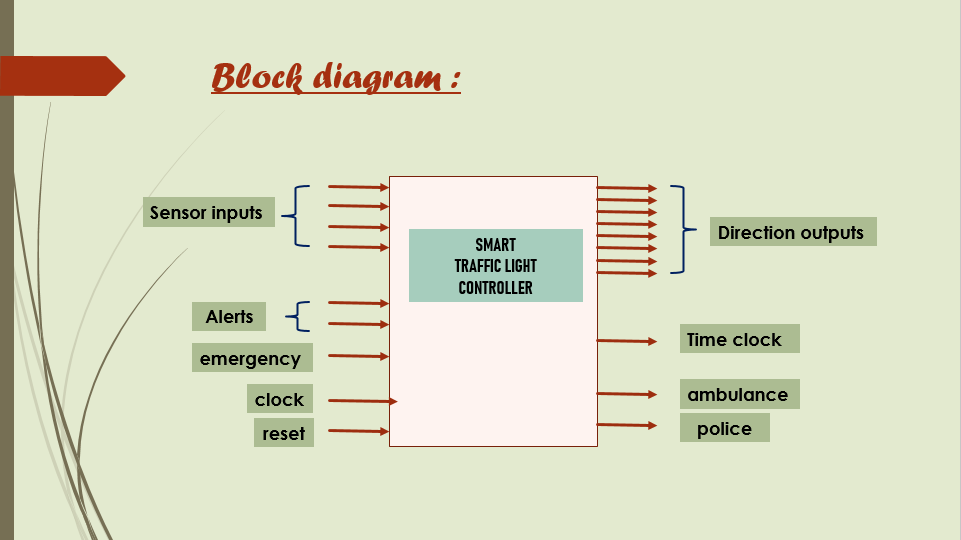 Block diagram :
Sensor inputs
Alerts
emergency
clock
reset
SMART
TRAFFIC LIGHT
CONTROLLER
Direction outputs
Time clock
ambulance
police